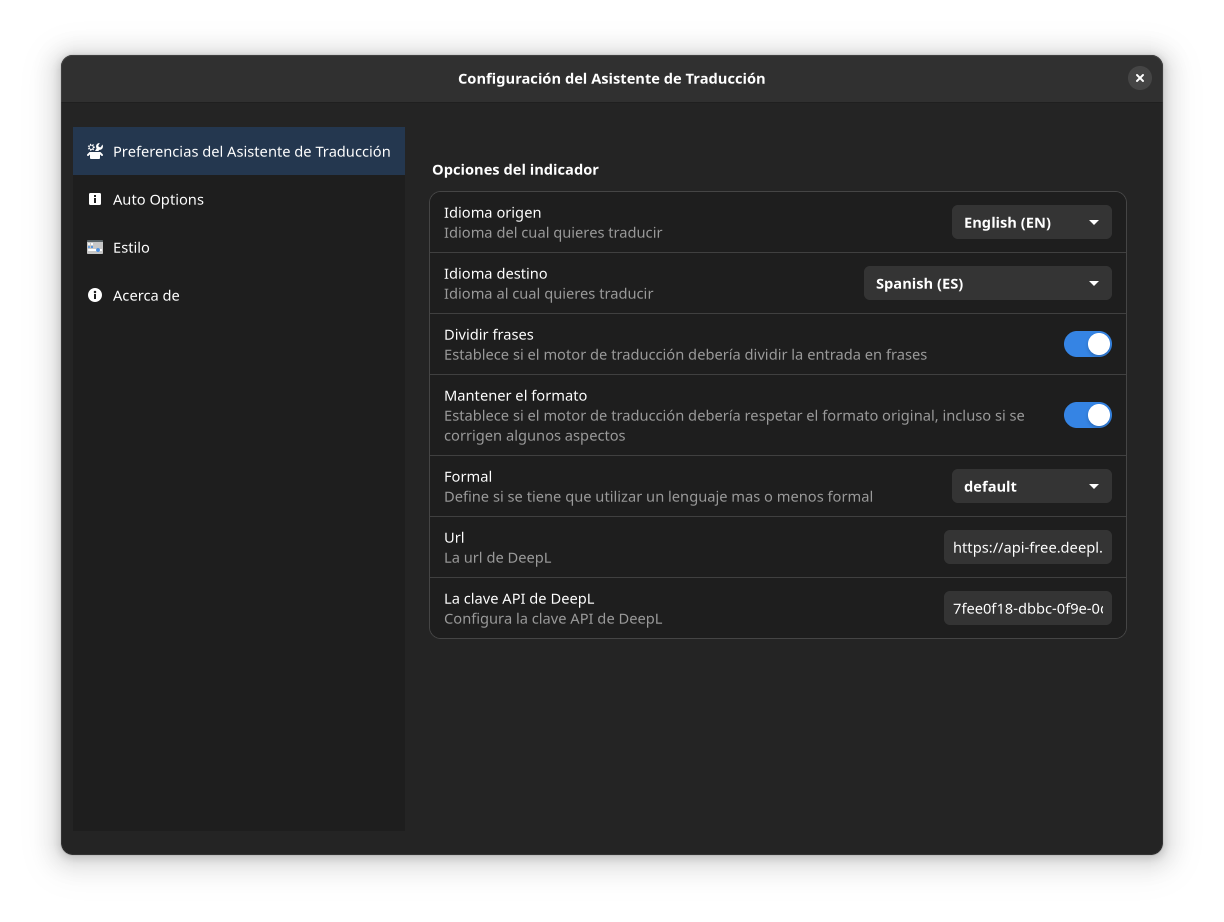 Configuración del Asistente de Traducción
Preferencias del Asistente de Traducción
Auto Options
Estilo
Acerca de
Opciones del indicador
Idioma origen
Idioma del cual quieres traducir
English (EN)
Idioma destino
Idioma al cual quieres traducir
Spanish (ES)
Dividir frases
Establece si el motor de traducción debería dividir la entrada en frases
Mantener el formato
Establece si el motor de traducción debería respetar el formato original, incluso si se
corrigen algunos aspectos
Formal
Define si se tiene que utilizar un lenguaje mas o menos formal
default
Url
La url de DeepL
https://api-free.deepl.
La clave API de DeepL
Configura la clave API de DeepL
7fee0f18-dbbc-0f9e-0